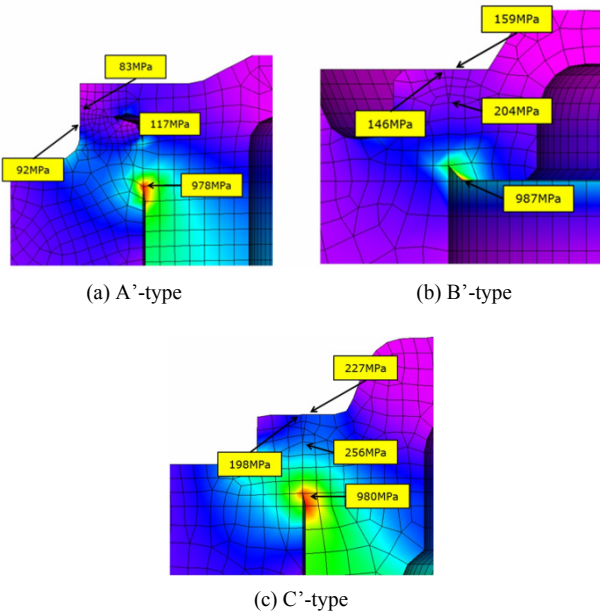 159MPa
83MPa
117MPa
204MPa
146MPa
92MPa
978MPa
987MPa
(a) A’-type
(b) B’-type
227MPa
256MPa
198MPa
980MPa
(c) C’-type